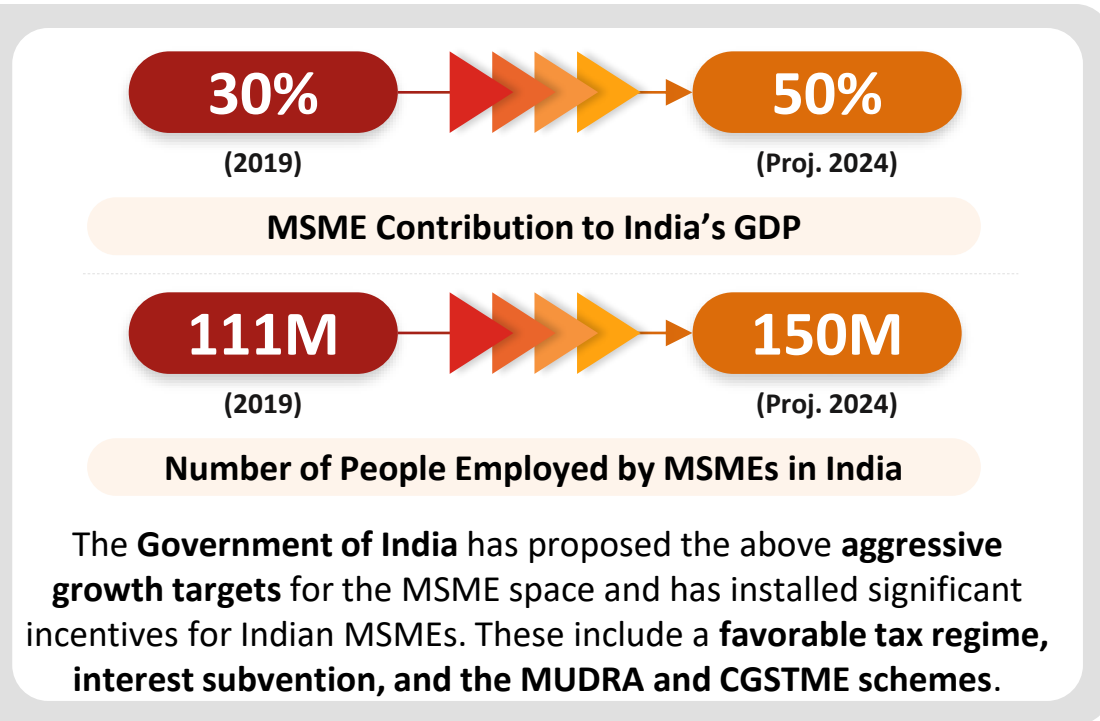 30% 50%
(2019) (Proj. 2024)
MSME Contribution to India's GDP
111M 150M
(2019) (Proj. 2024)
Number of People Employed by MSMEs in India
The Government of India has proposed the above aggressive
growth targets for the MSME space and has installed significant
incentives for Indian MSMEs. These include a favorable tax regime,
interest subvention, and the MUDRA and CGSTME schemes.